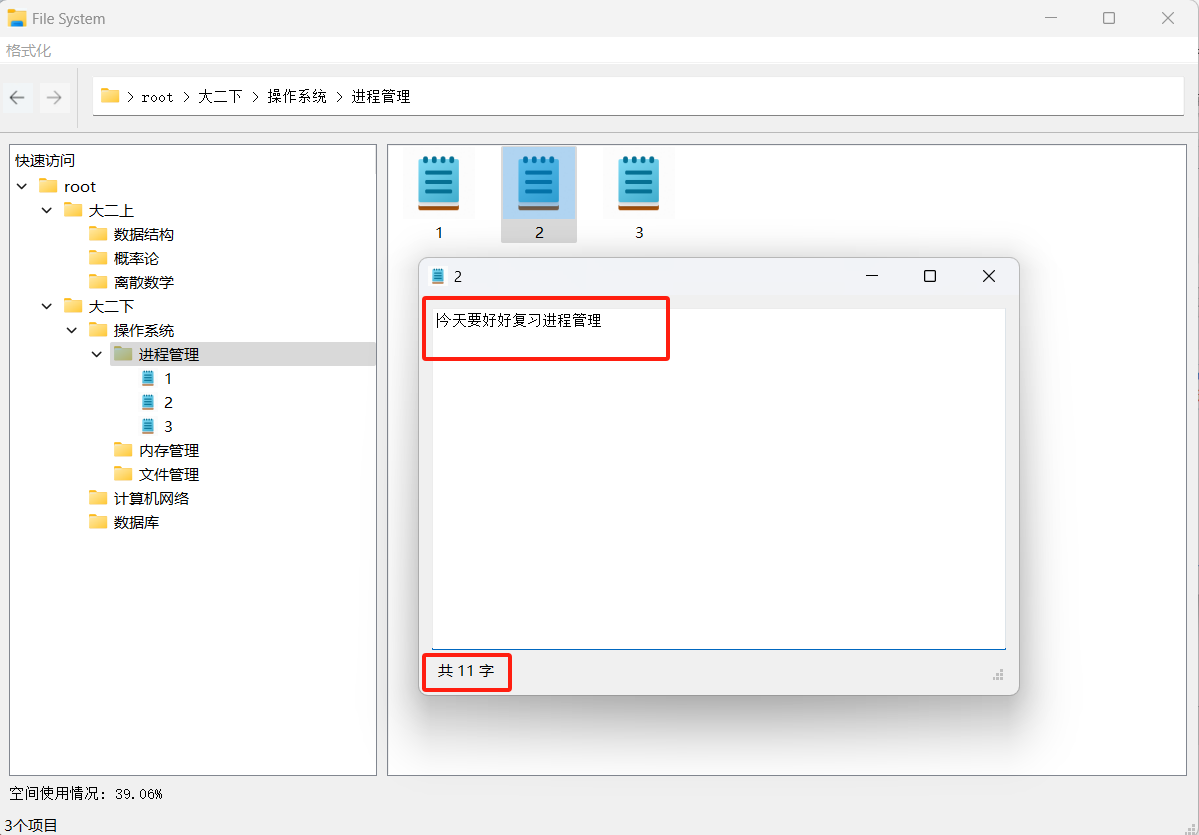 File System
格式化
root > 大二下 > 操作系统 > 进程管理
快速访问
root
大二上
数据结构
概率论
离散数学
大二下
操作系统
进程管理
1
2
3
内存管理
文件管理
计算机网络
数据库
1
2
3
2
今天要好好复习进程管理
共 11 字
空间使用情况: 39.06%
3个项目